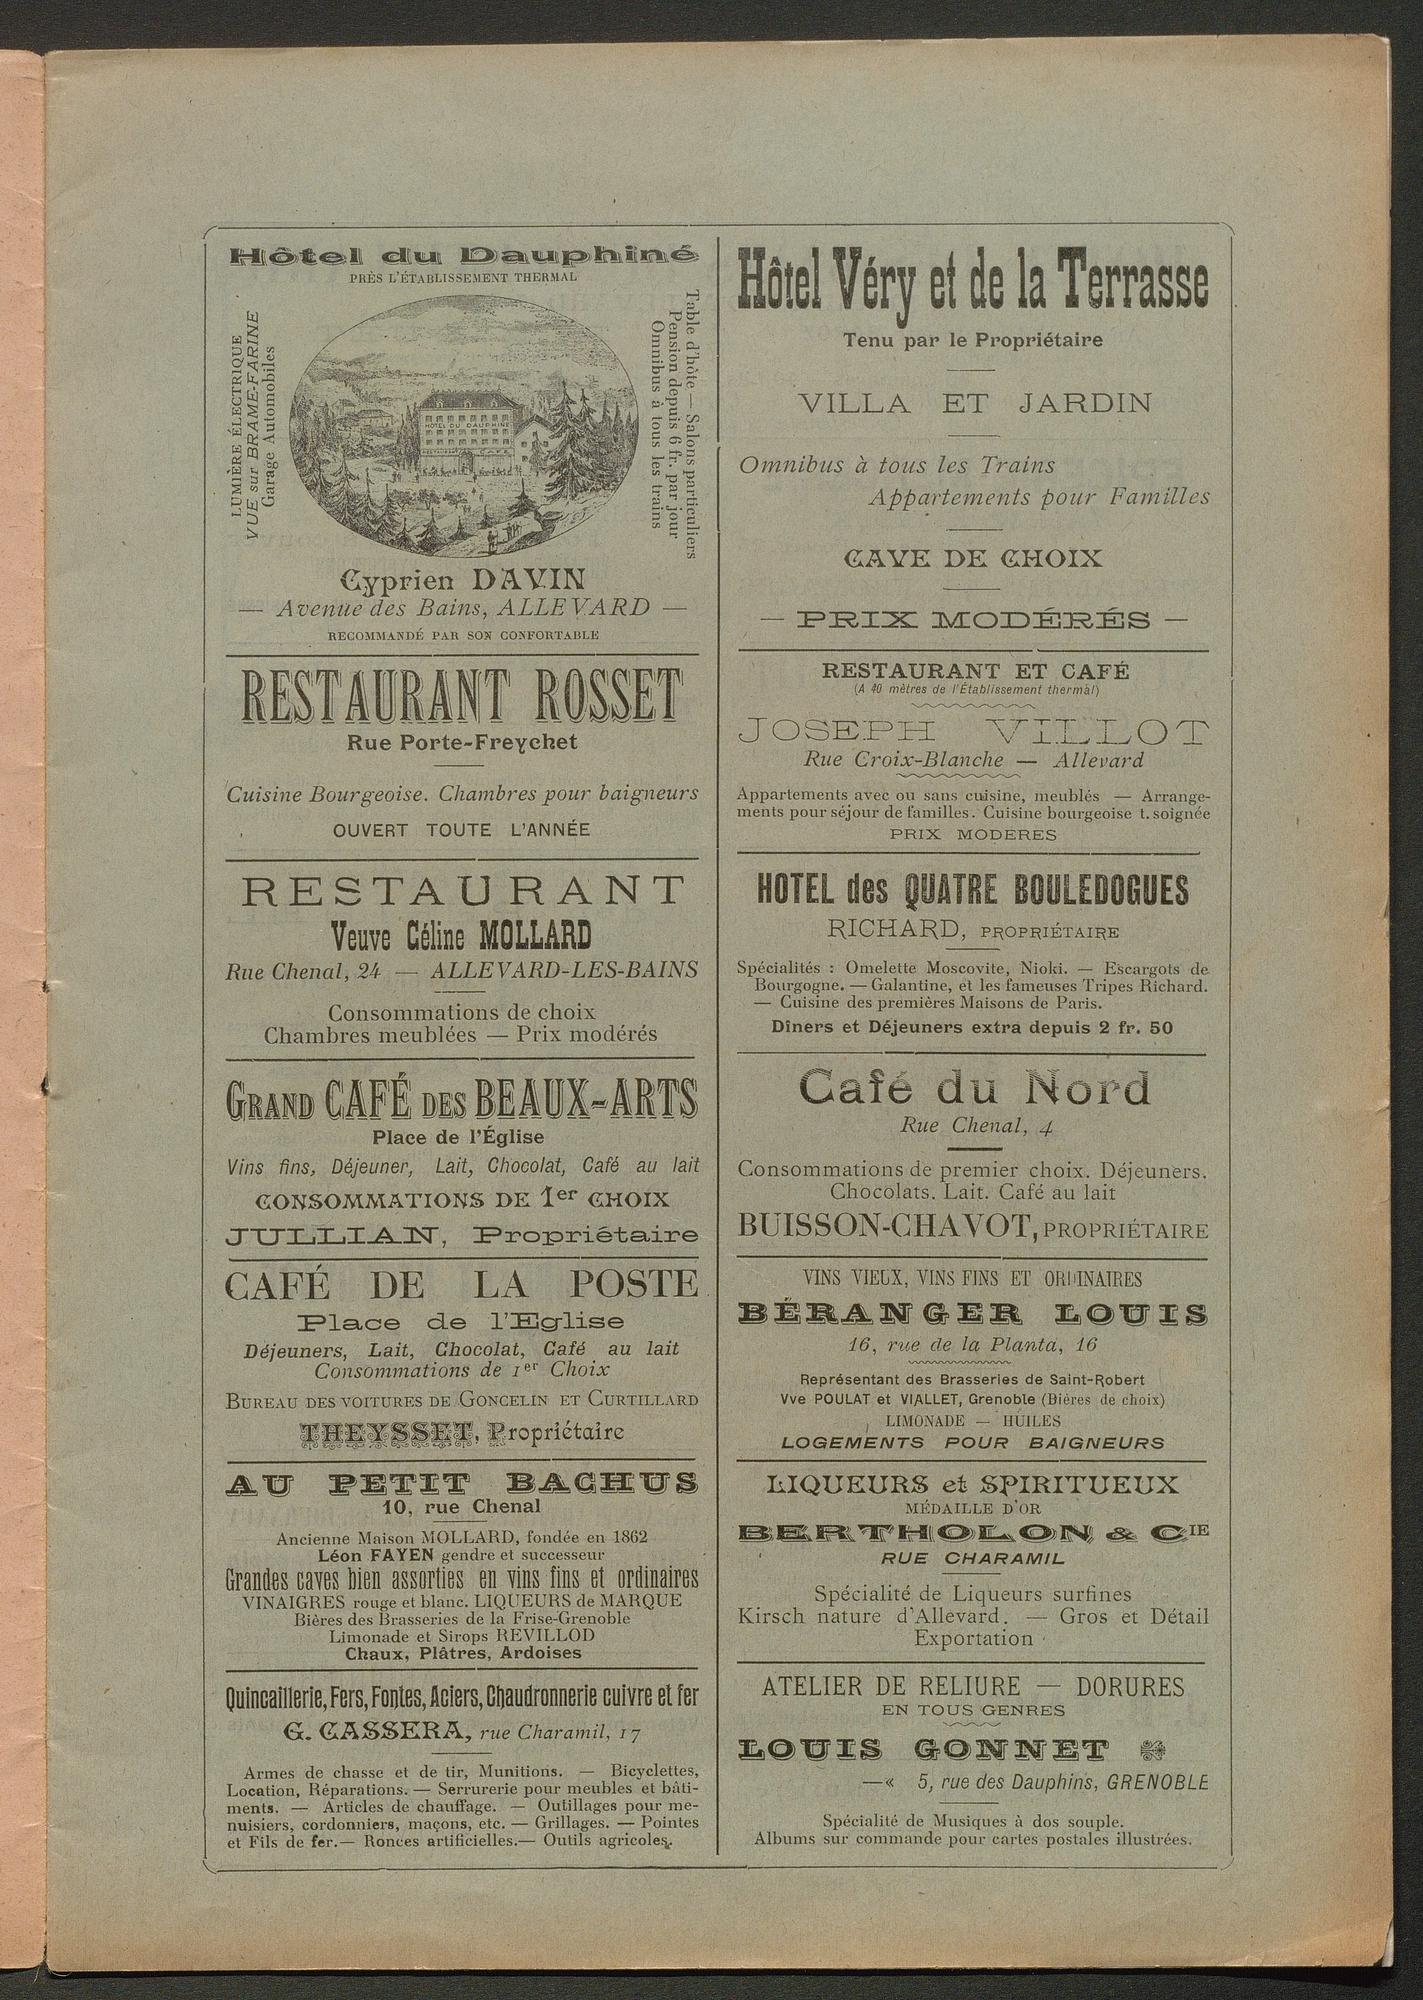 Hôtel du Dauphiné
PRÈS L'ÉTABLISSEMENT THERMAL
LUMIÈRE ÉLECTRIQUE
VUE sur BRAME-FARINE
Garage Automobiles
HOTEL DU DAUPHINÉ
RESTAURANT CAFÉ
Table d'hôte — Salons particuliers
Pension depuis 6 fr. par jour
Omnibus à tous les trains
Cyprien DAVIN
— Avenue des Bains, ALLEVARD —
RECOMMANDÉ PAR SON CONFORTABLE
RESTAURANT ROSSET
Rue Porte-Freychet
Cuisine Bourgeoise. Chambres pour baigneurs
OUVERT TOUTE L'ANNÉE
RESTAURANT
Veuve Céline MOLLARD
Rue Chenal, 24 — ALLEVARD-LES-BAINS
Consommations de choix
Chambres meublées — Prix modérés
GRAND CAFÉ DES BEAUX-ARTS
Place de l'Église
Vins fins, Déjeuner, Lait, Chocolat, Café au lait
CONSOMMATIONS DE 1er CHOIX
JULLIAN, Propriétaire
CAFÉ DE LA POSTE
Place de l'Eglise
Déjeuners, Lait, Chocolat, Café au lait
Consommations de 1er Choix
BUREAU DES VOITURES DE GONCELIN ET CURTILLARD
THEYSSET, Propriétaire
AU PETIT BACHUS
10, rue Chenal
Ancienne Maison MOLLARD, fondée en 1862
Léon FAYEN gendre et successeur
Grandes caves bien assorties en vins fins et ordinaires
VINAIGRES rouge et blanc. LIQUEURS de MARQUE
Bières des Brasseries de la Frise-Grenoble
Limonade et Sirops REVILLOD
Chaux, Plâtres, Ardoises
Quincaillerie, Fers, Fontes, Aciers, Chaudronnerie cuivre et fer
G. CASSERA, rue Charamil, 17
Armes de chasse et de tir, Munitions. — Bicyclettes,
Location, Réparations. — Serrurerie pour meubles et bâti-
ments. — Articles de chauffage. — Outillages pour me-
nuisiers, cordonniers, maçons, etc. — Grillages. — Pointes
et Fils de fer. — Ronces artificielles. — Outils agricoles.
Hôtel Véry et de la Terrasse
Tenu par le Propriétaire
VILLA ET JARDIN
Omnibus à tous les Trains
Appartements pour Familles
CAVE DE CHOIX
— PRIX MODÉRÉS —
RESTAURANT ET CAFÉ
(A 40 mètres de l'Établissement thermal)
JOSEPH VILLOT
Rue Croix-Blanche — Allevard
Appartements avec ou sans cuisine, meublés — Arrange-
ments pour séjour de familles. Cuisine bourgeoise t. soignée
PRIX MODERES
HOTEL des QUATRE BOULEDOGUES
RICHARD, PROPRIÉTAIRE
Spécialités : Omelette Moscovite, Nioki. — Escargots de
Bourgogne. — Galantine, et les fameuses Tripes Richard.
— Cuisine des premières Maisons de Paris.
Dîners et Déjeuners extra depuis 2 fr. 50
Café du Nord
Rue Chenal, 4
Consommations de premier choix. Déjeuners.
Chocolats. Lait. Café au lait
BUISSON-CHAVOT, PROPRIÉTAIRE
VINS VIEUX, VINS FINS ET ORDINAIRES
BÉRANGER LOUIS
16, rue de la Planta, 16
Représentant des Brasseries de Saint-Robert
Vve POULAT et VIALLET, Grenoble (Bières de choix)
LIMONADE — HUILES
LOGEMENTS POUR BAIGNEURS
LIQUEURS et SPIRITUEUX
MÉDAILLE D'OR
BERTHOLON & CIE
RUE CHARAMIL
Spécialité de Liqueurs surfines
Kirsch nature d'Allevard. — Gros et Détail
Exportation
ATELIER DE RELIURE — DORURES
EN TOUS GENRES
LOUIS GONNET
—« 5, rue des Dauphins, GRENOBLE
Spécialité de Musiques à dos souple.
Albums sur commande pour cartes postales illustrées.